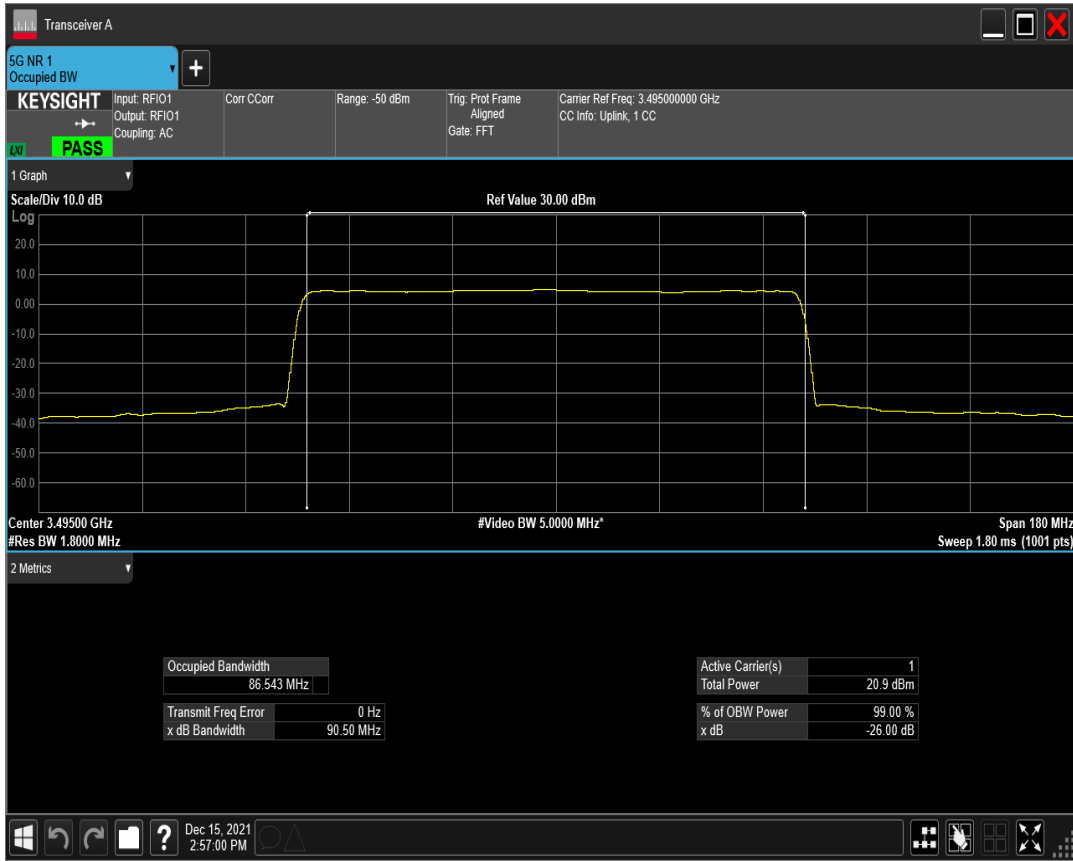 Transceiver A
5G NR 1
Occupied BW
+
KEYSIGHT
LXI
PASS
Input: RFIO1
Output: RFIO1
Coupling: AC
Corr CCorr
Range: -50 dBm
Trig: Prot Frame
Aligned
Gate: FFT
Carrier Ref Freq: 3.495000000 GHz
CC Info: Uplink, 1 CC
1 Graph
Scale/Div 10.0 dB
Ref Value 30.00 dBm
Log
20.0
10.0
0.00
-10.0
-20.0
-30.0
-40.0
-50.0
-60.0
Center 3.49500 GHz
#Video BW 5.0000 MHz*
Span 180 MHz
#Res BW 1.8000 MHz
Sweep 1.80 ms (1001 pts)
2 Metrics
Occupied Bandwidth
86.543 MHz
Transmit Freq Error 0 Hz
x dB Bandwidth 90.50 MHz
Active Carrier(s) 1
Total Power 20.9 dBm
% of OBW Power 99.00 %
x dB -26.00 dB
?
Dec 15, 2021
2:57:00 PM